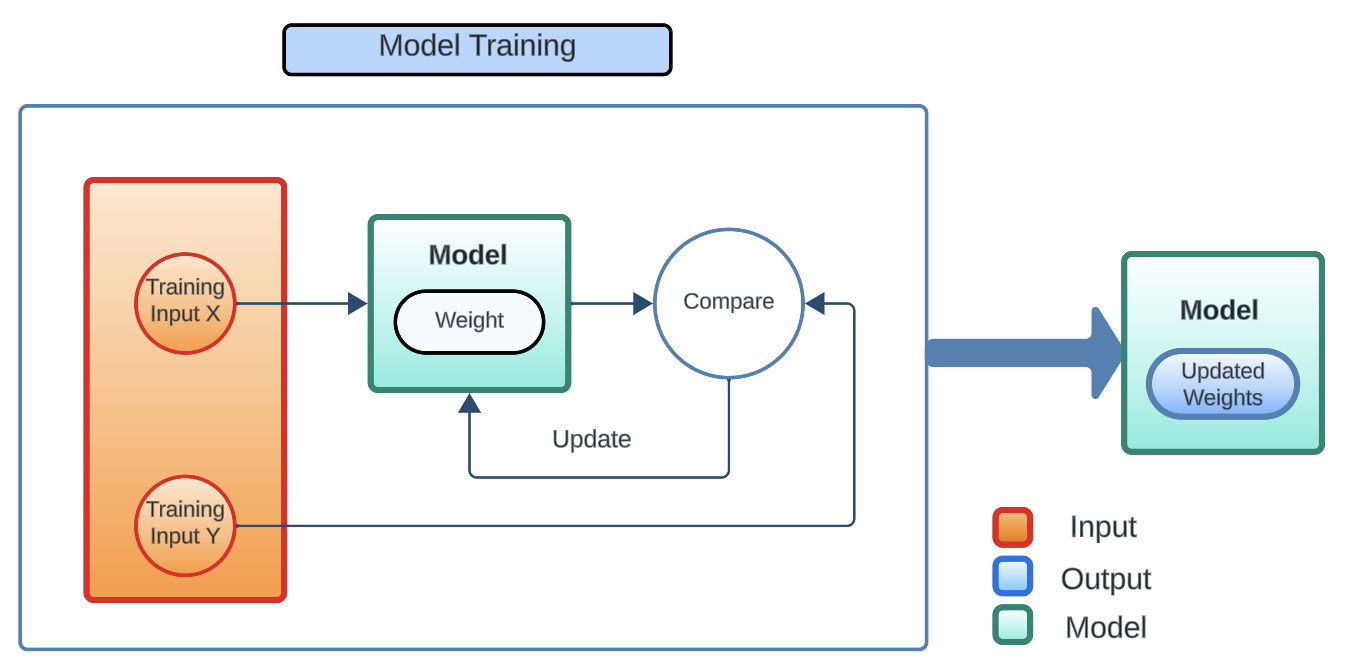 Model Training
Training
Input X
Model
Weight
Compare
Update
Training
Input Y
Model
Updated
Weights
Input
Output
Model